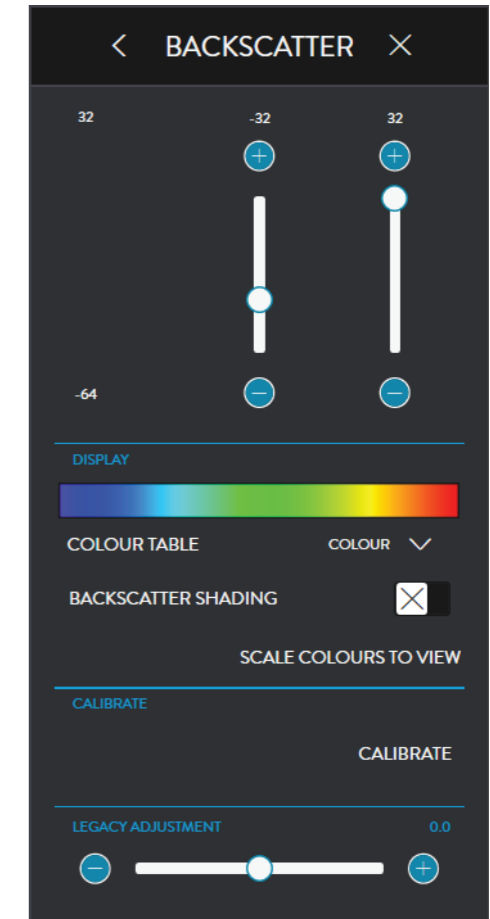 BACKSCATTER
32 -32 32
-64
DISPLAY
COLOUR TABLE COLOUR
BACKSCATTER SHADING
SCALE COLOURS TO VIEW
CALIBRATE
CALIBRATE
LEGACY ADJUSTMENT 0.0